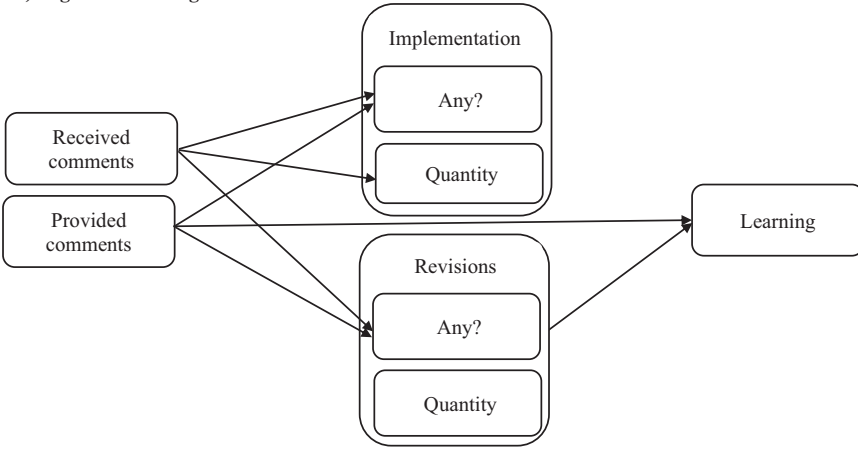 Implementation
Any?
Quantity
Received
comments
Provided
comments
Learning
Revisions
Any?
Quantity